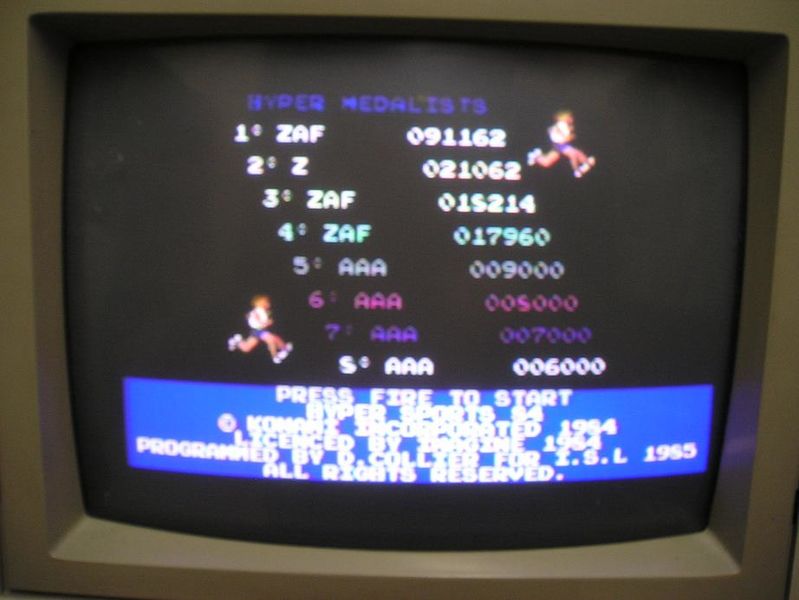 HYPER MEDALISTS
1° ZAF 091162
2° Z 021062
3° ZAF 015214
4° ZAF 017960
5° AAA 009000
6° AAA 005000
7° AAA 007000
S° AAA 006000
PRESS FIRE TO START
HYPER SPORTS 84
© KONAMI INCORPORATED 1984
LICENCED BY IMAGINE 1984
PROGRAMMED BY D.COLLIER FOR I.S.L 1985
ALL RIGHTS RESERVED.